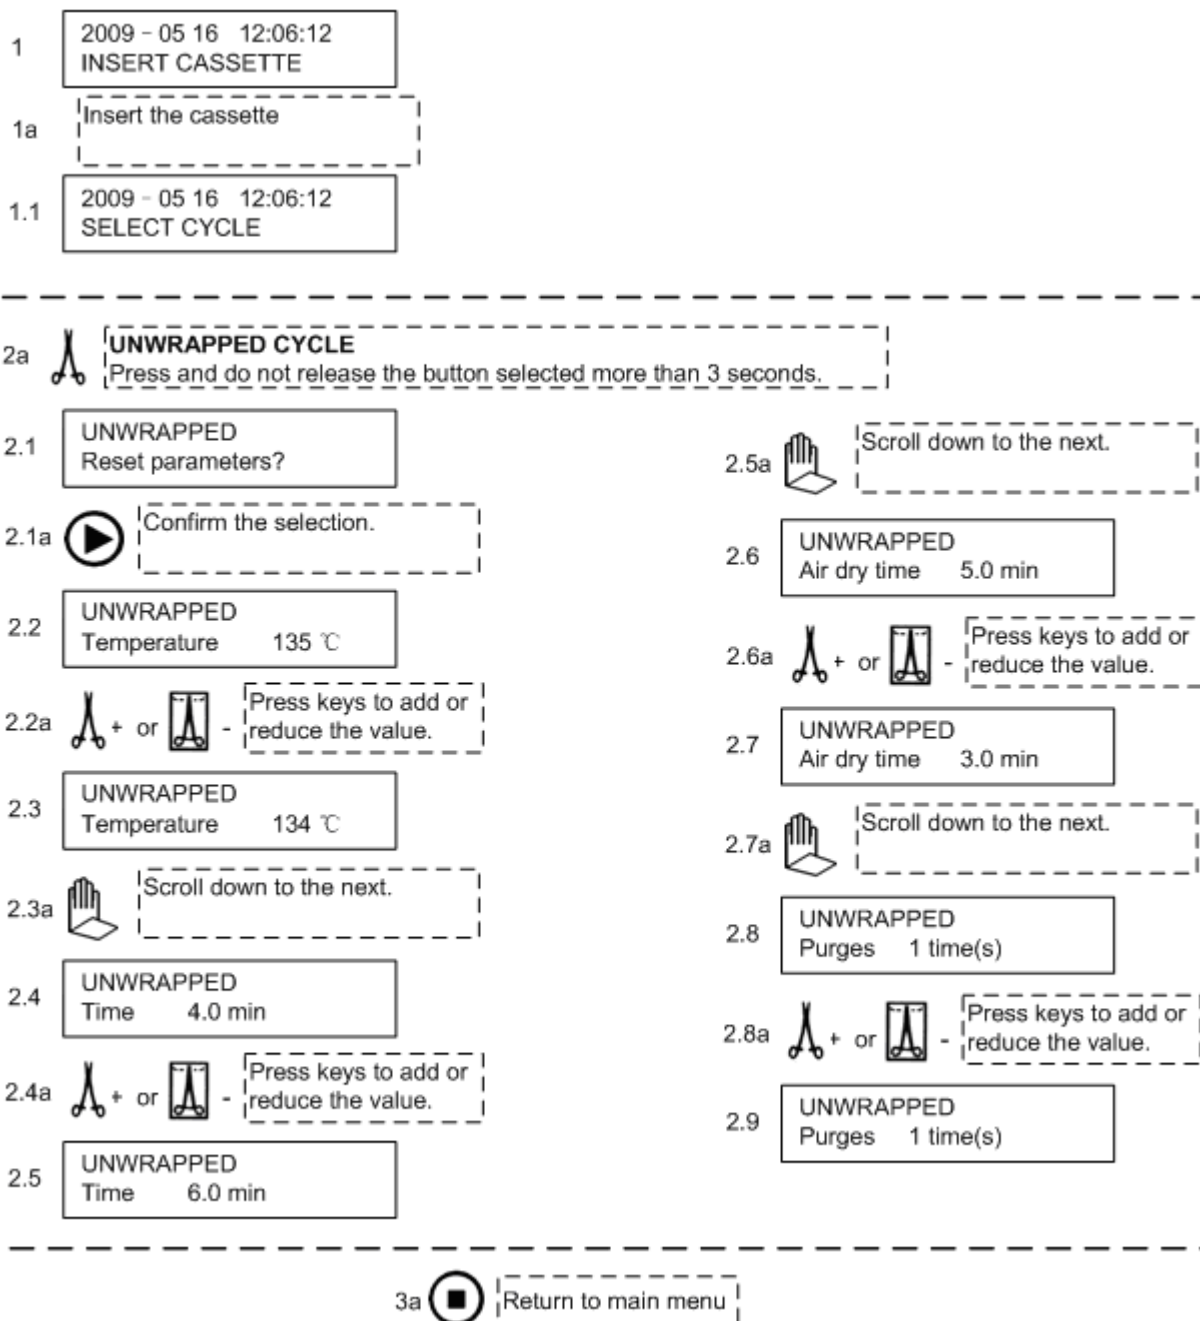 1
2009 - 05 16 12:06:12
INSERT CASSETTE
1a
Insert the cassette
1.1
2009 - 05 16 12:06:12
SELECT CYCLE
2a
UNWRAPPED CYCLE
Press and do not release the button selected more than 3 seconds.
2.1
UNWRAPPED
Reset parameters?
2.1a
Confirm the selection.
2.2
UNWRAPPED
Temperature 135 ℃
2.2a
+ or -
Press keys to add or
reduce the value.
2.3
UNWRAPPED
Temperature 134 ℃
2.3a
Scroll down to the next.
2.4
UNWRAPPED
Time 4.0 min
2.4a
+ or -
Press keys to add or
reduce the value.
2.5
UNWRAPPED
Time 6.0 min
2.5a
Scroll down to the next.
2.6
UNWRAPPED
Air dry time 5.0 min
2.6a
+ or -
Press keys to add or
reduce the value.
2.7
UNWRAPPED
Air dry time 3.0 min
2.7a
Scroll down to the next.
2.8
UNWRAPPED
Purges 1 time(s)
2.8a
+ or -
Press keys to add or
reduce the value.
2.9
UNWRAPPED
Purges 1 time(s)
3a
Return to main menu